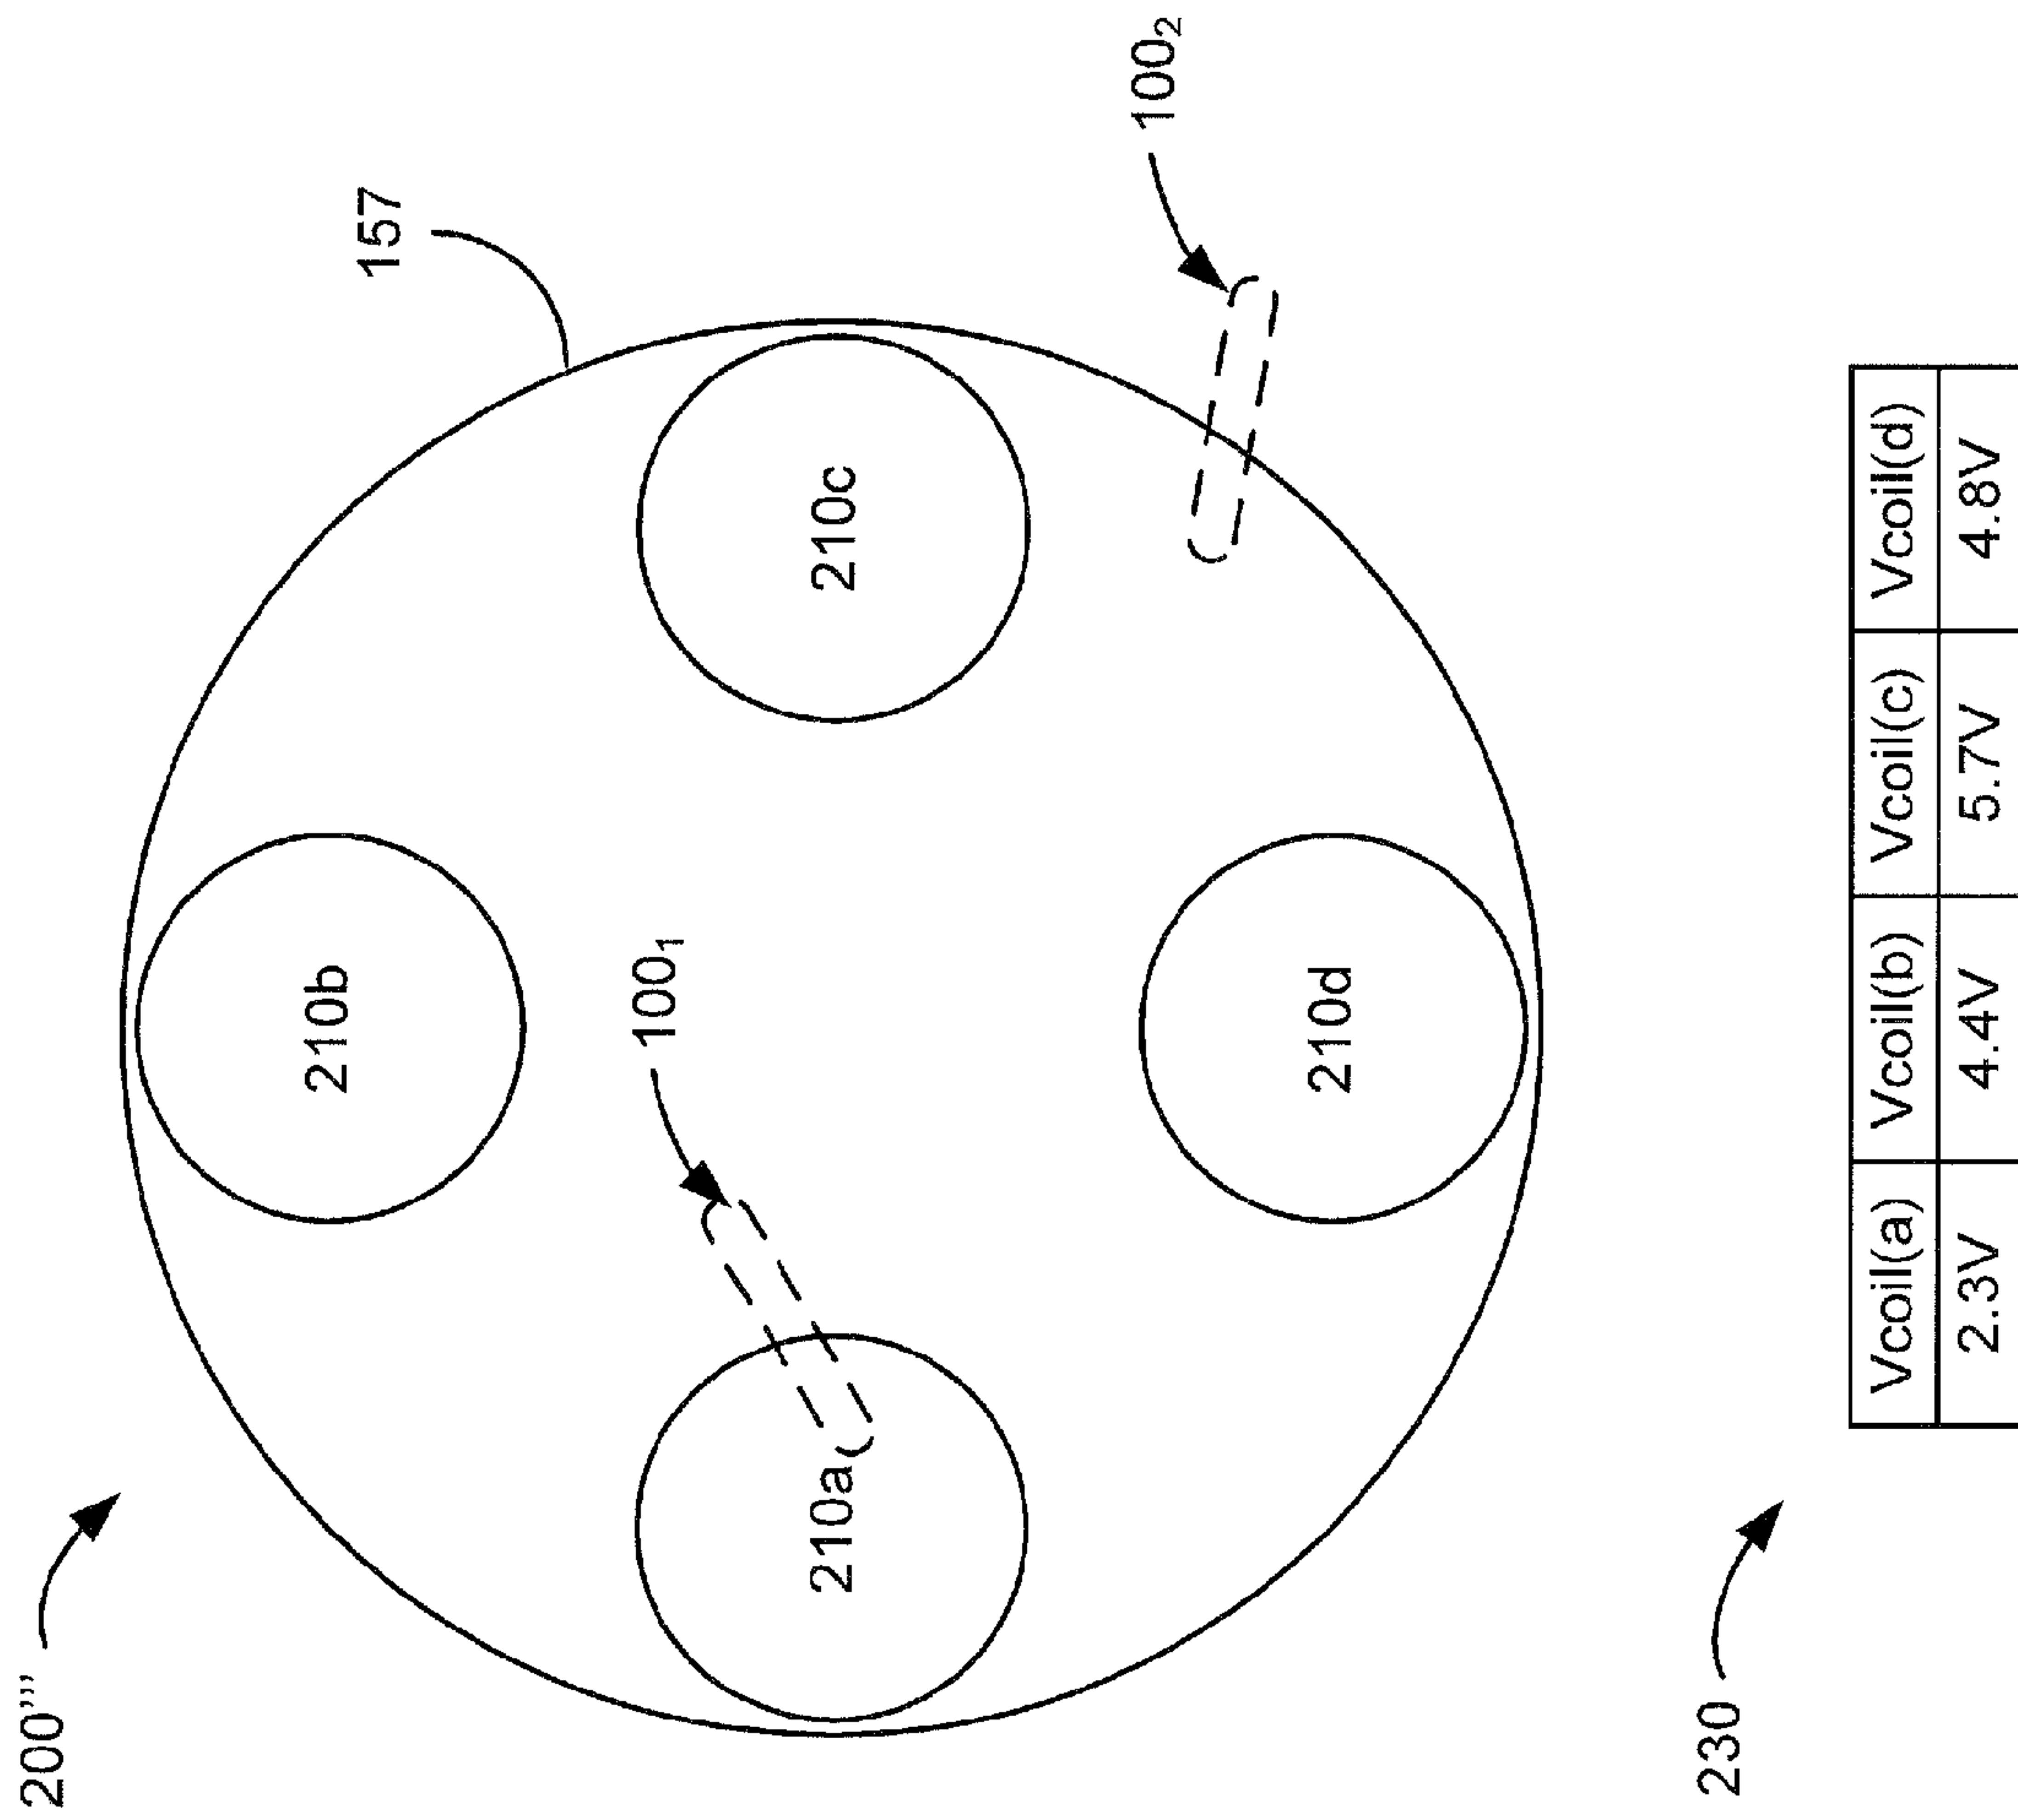 200'''
157
100₂
210b
100₁
210a
210c
210d
230
Vcoil(a) Vcoil(b) Vcoil(c) Vcoil(d)
2.3V 4.4V 5.7V 4.8V